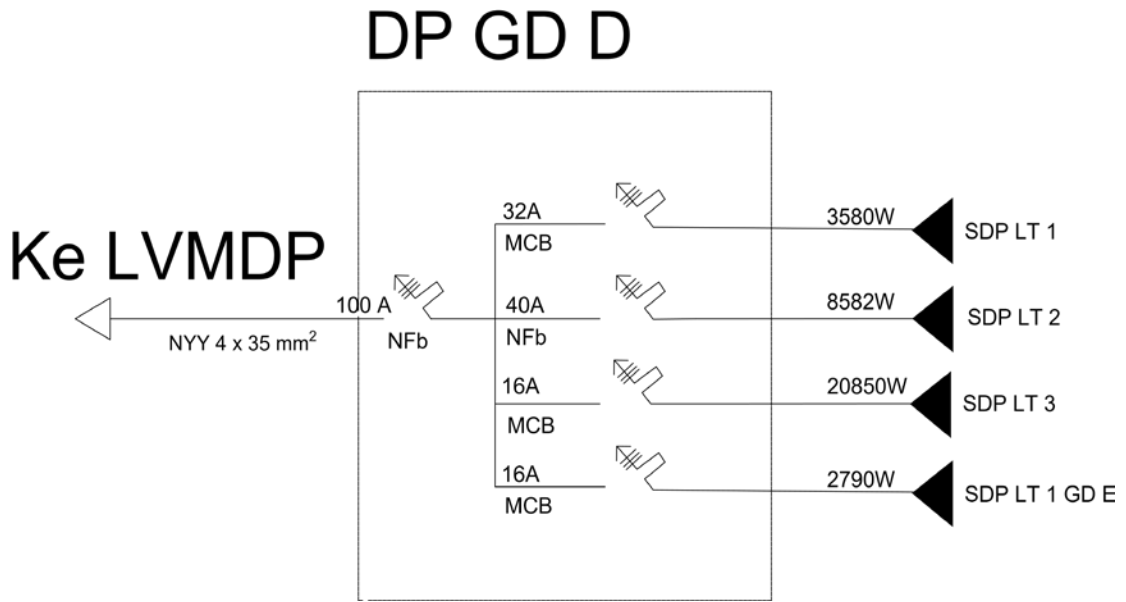 DP GD D
Ke LVMDP
NYY 4 x 35 mm²
100 A
NFb
32A
MCB
3580W
SDP LT 1
40A
NFb
8582W
SDP LT 2
16A
MCB
20850W
SDP LT 3
16A
MCB
2790W
SDP LT 1 GD E